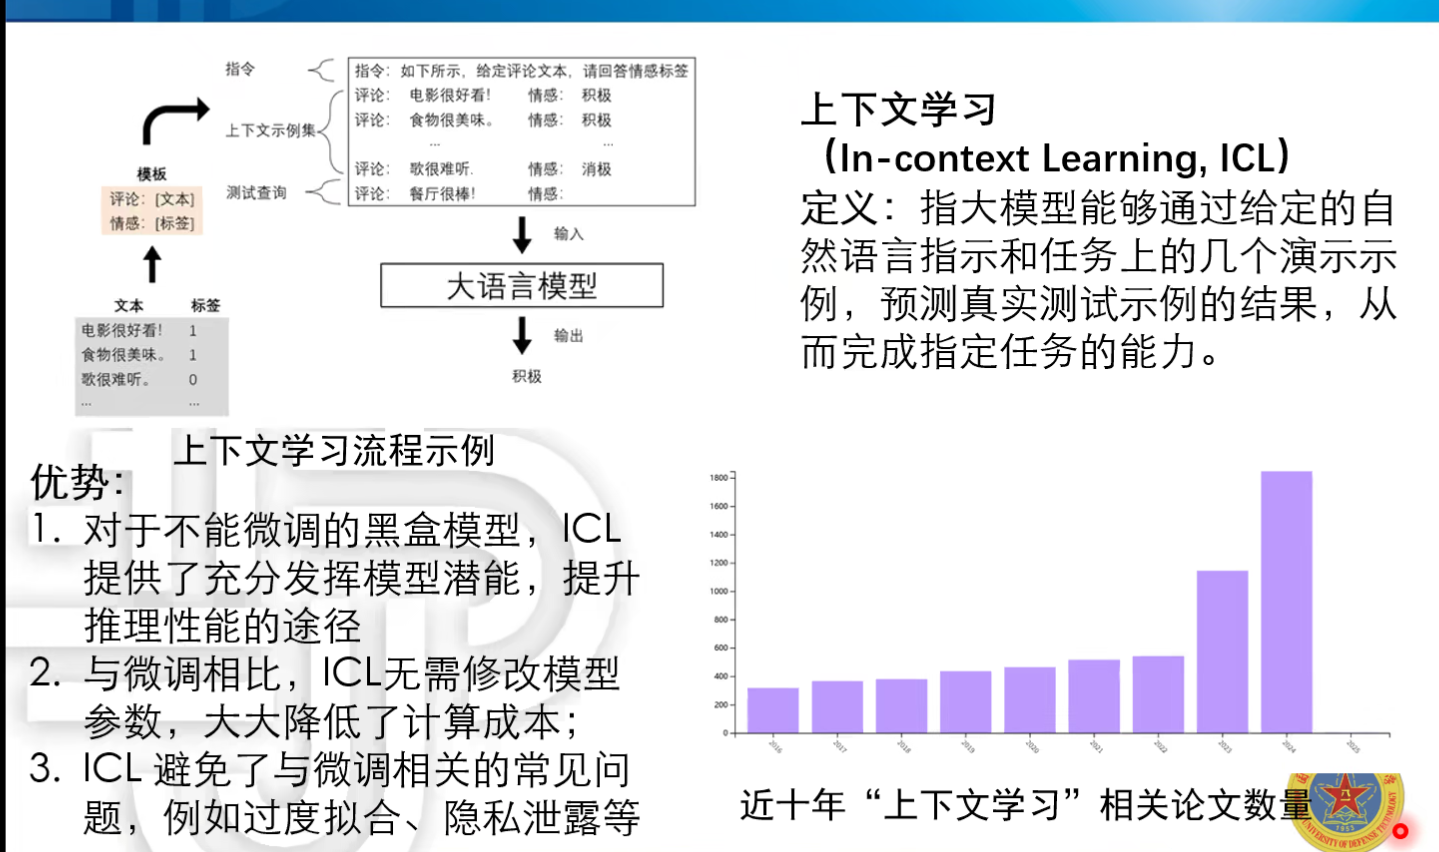 指令
指令：如下所示，给定评论文本，请回答情感标签
评论： 电影很好看！ 情感： 积极
上下文示例集
评论： 食物很美味。 情感： 积极
... ...
评论： 歌很难听. 情感： 消极
测试查询
评论： 餐厅很棒！ 情感：
模板
评论：[文本]
情感：[标签]
输入
大语言模型
输出
积极
文本 标签
电影很好看！ 1
食物很美味。 1
歌很难听。 0
... ...
上下文学习流程示例
上下文学习
（In-context Learning, ICL）
定义：指大模型能够通过给定的自
然语言指示和任务上的几个演示示
例，预测真实测试示例的结果，从
而完成指定任务的能力。
优势：
1. 对于不能微调的黑盒模型，ICL
提供了充分发挥模型潜能，提升
推理性能的途径
2. 与微调相比，ICL无需修改模型
参数，大大降低了计算成本；
3. ICL 避免了与微调相关的常见问
题，例如过度拟合、隐私泄露等
1800
1600
1400
1200
1000
800
600
400
200
0
2016 2017 2018 2019 2020 2021 2022 2023 2024 2025
近十年“上下文学习”相关论文数量
八一
1953
UNIVERSITY OF DEFENSE TECHNOLOGY